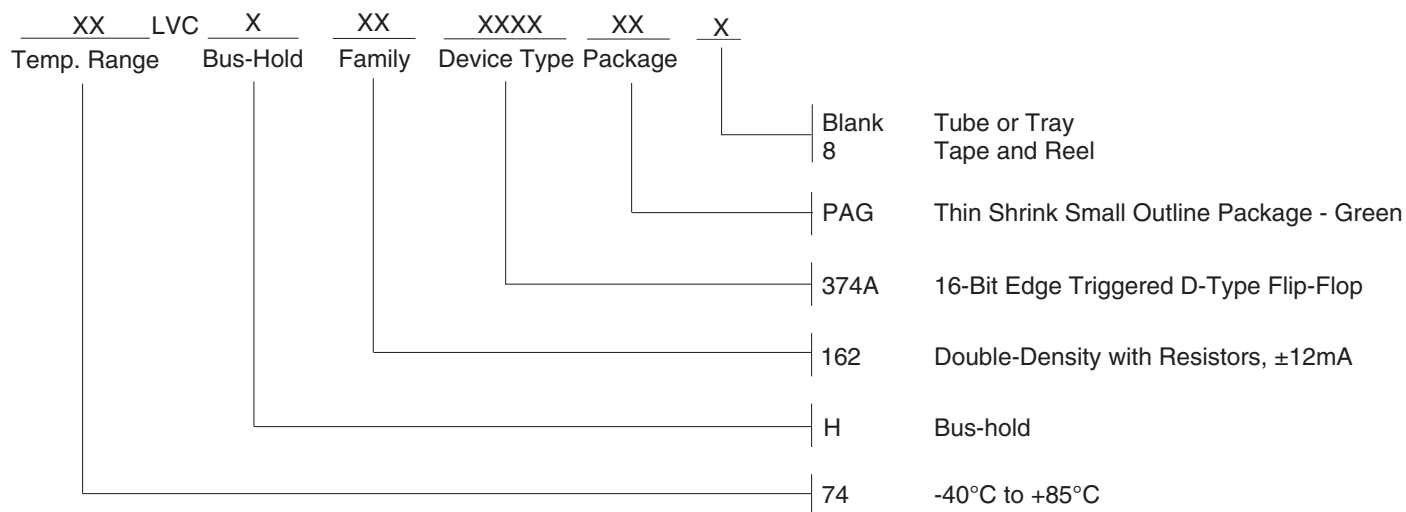 XX LVC X XX XXXX XX X
Temp. Range Bus-Hold Family Device Type Package
Blank Tube or Tray
8 Tape and Reel
PAG Thin Shrink Small Outline Package - Green
374A 16-Bit Edge Triggered D-Type Flip-Flop
162 Double-Density with Resistors, ±12mA
H Bus-hold
74 -40°C to +85°C